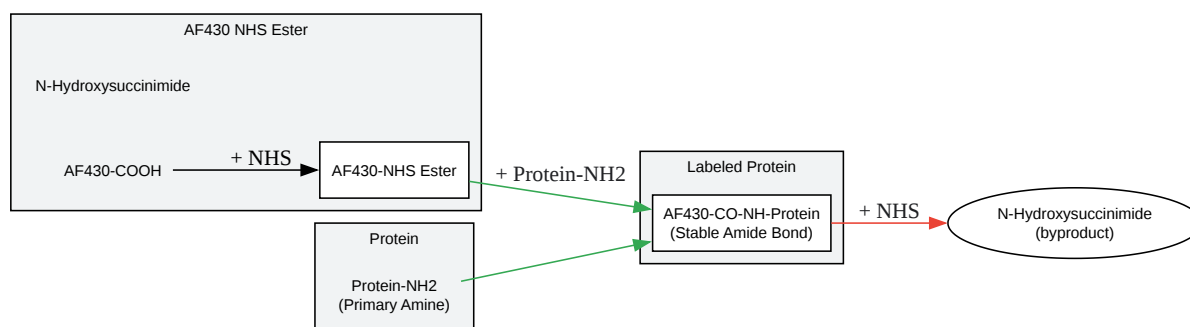 AF430 NHS Ester
N-Hydroxysuccinimide
AF430-COOH
+ NHS
AF430-NHS Ester
+ Protein-NH2
Protein
Protein-NH2
(Primary Amine)
Labeled Protein
AF430-CO-NH-Protein
(Stable Amide Bond)
+ NHS
N-Hydroxysuccinimide
(byproduct)